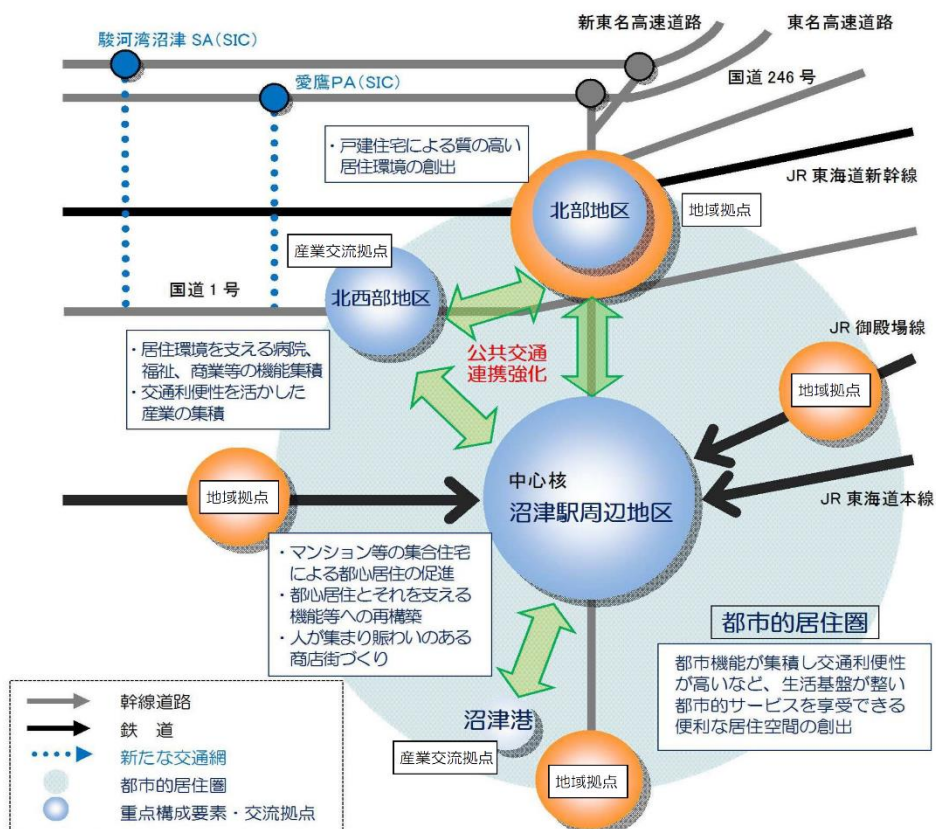 新東名高速道路
東名高速道路
駿河湾沼津 SA(SIC)
愛鷹PA(SIC)
国道 246 号
・戸建住宅による質の高い
居住環境の創出
JR 東海道新幹線
北部地区
地域拠点
産業交流拠点
国道 1 号
北西部地区
JR 御殿場線
・居住環境を支える病院、
福祉、商業等の機能集積
・交通利便性を活かした
産業の集積
公共交通
連携強化
地域拠点
中心核
沼津駅周辺地区
地域拠点
JR 東海道本線
・マンション等の集合住宅
による都心居住の促進
・都心居住とそれを支える
機能等への再構築
・人が集まり賑わいのある
商店街づくり
都市的居住圏
都市機能が集積し交通利便性
が高いなど、生活基盤が整い
都市的サービスを享受できる
便利な居住空間の創出
沼津港
産業交流拠点
地域拠点
幹線道路
鉄 道
新たな交通網
都市的居住圏
重点構成要素・交流拠点